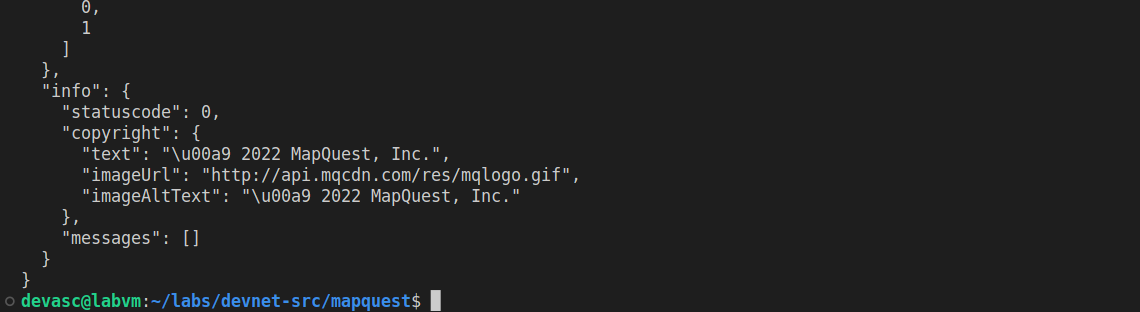 0,
1
]
},
"info": {
"statuscode": 0,
"copyright": {
"text": "\u00a9 2022 MapQuest, Inc.",
"imageUrl": "http://api.mqcdn.com/res/mqlogo.gif",
"imageAltText": "\u00a9 2022 MapQuest, Inc."
},
"messages": []
}
}
devasc@labvm:~/labs/devnet-src/mapquest$